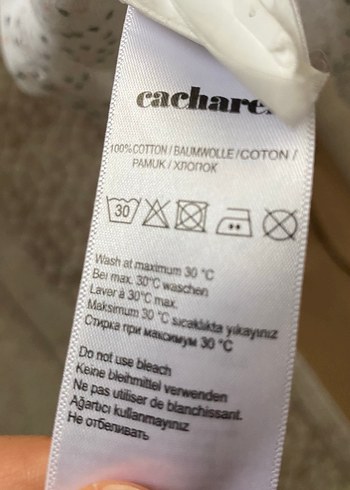 cachare
100% COTTON / BAUMWOLLE / COTON /
PAMUK / ХЛОПОК
30
Wash at maximum 30 °C
Bei max. 30°C waschen
Laver à 30°C max.
Maksimum 30 °C sıcaklıkta yıkayınız
Стирка при максимум 30 °C
Do not use bleach
Keine bleihmittel verwenden
Ne pas utiliser de blanchissant.
Ağartıcı kullanmayınız
Не отбеливать